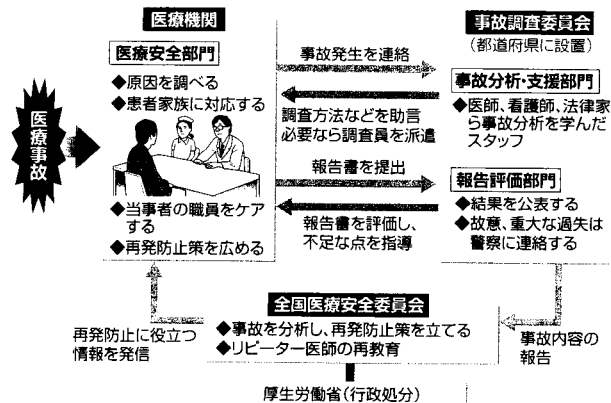 医療事故
医療機関
医療安全部門
◆原因を調べる
◆患者家族に対応する
◆当事者の職員をケア
する
◆再発防止策を広める
事故発生を連絡
調査方法などを助言
必要なら調査員を派遣
報告書を提出
報告書を評価し、
不足な点を指導
事故調査委員会
(都道府県に設置)
事故分析・支援部門
◆医師、看護師、法律家
ら事故分析を学んだ
スタッフ
報告評価部門
◆結果を公表する
◆故意、重大な過失は
警察に連絡する
事故内容の
報告
全国医療安全委員会
◆事故を分析し、再発防止策を立てる
◆リピーター医師の再教育
再発防止に役立つ
情報を発信
厚生労働省(行政処分)